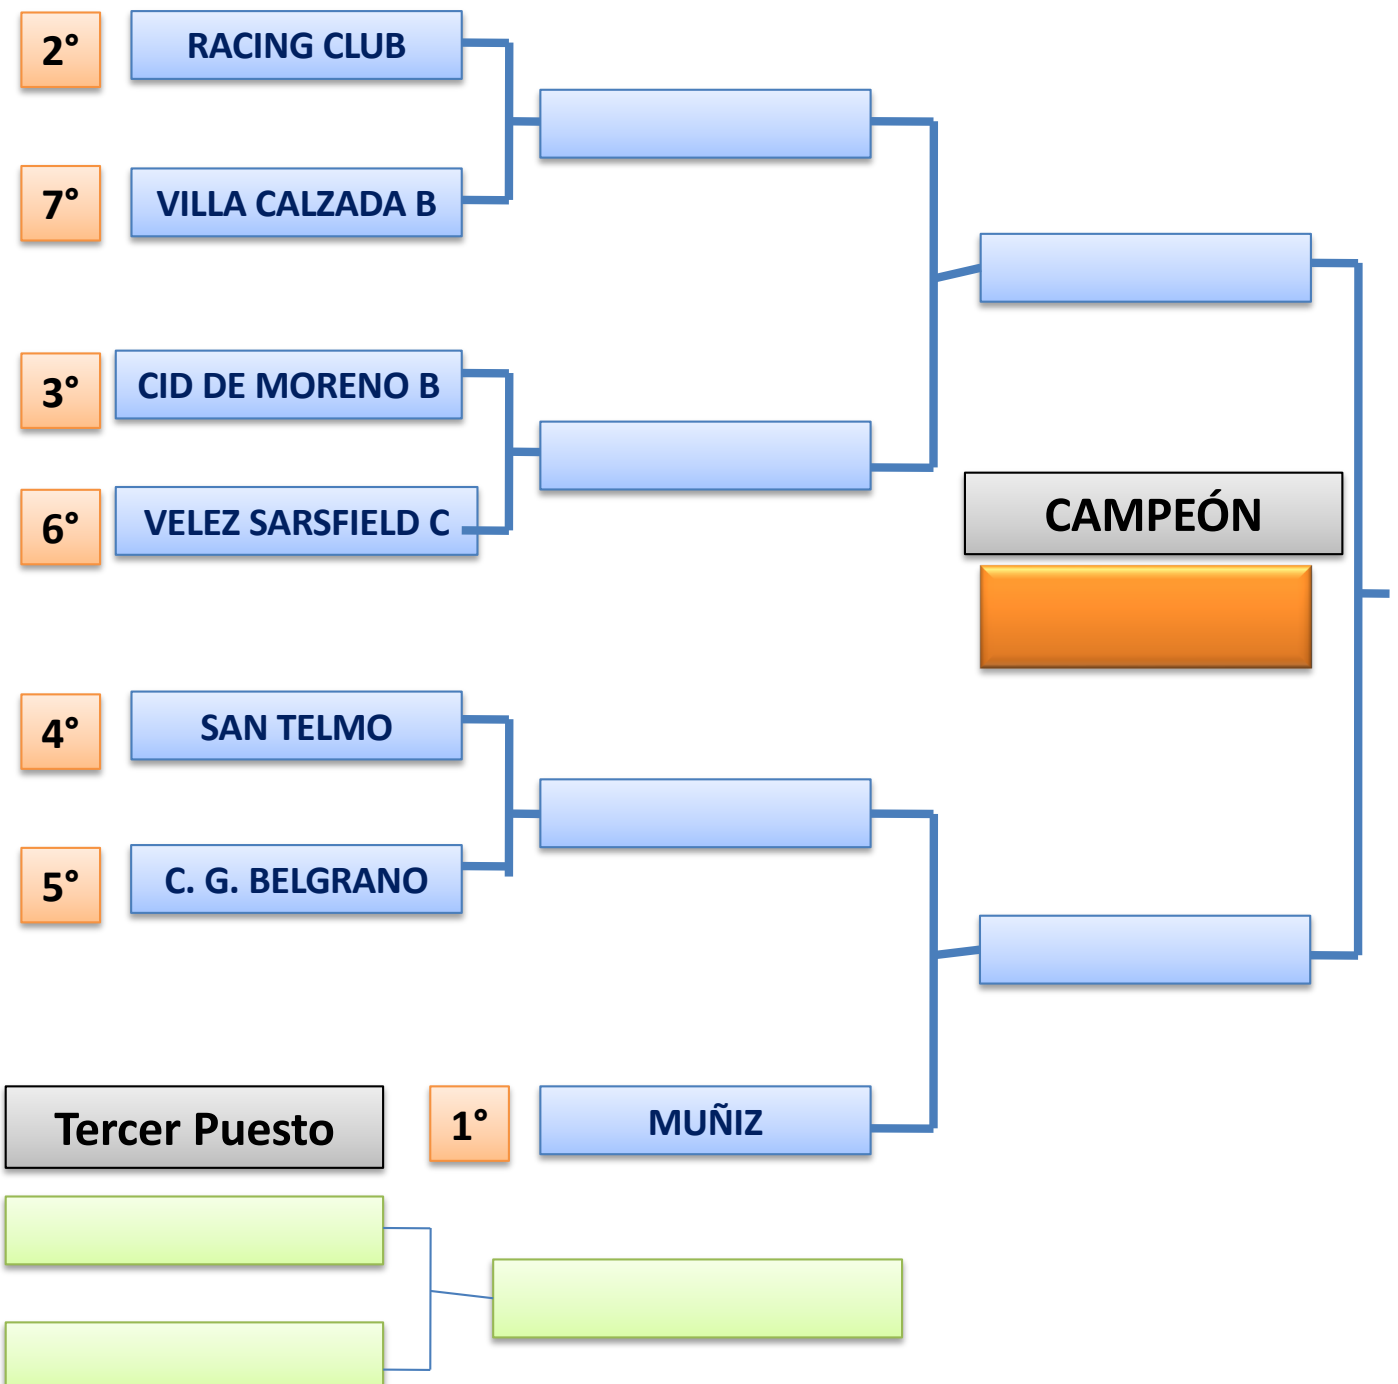 2° RACING CLUB
7° VILLA CALZADA B
3° CID DE MORENO B
6° VELEZ SARSFIELD C
CAMPEÓN
4° SAN TELMO
5° C. G. BELGRANO
Tercer Puesto
1° MUÑIZ